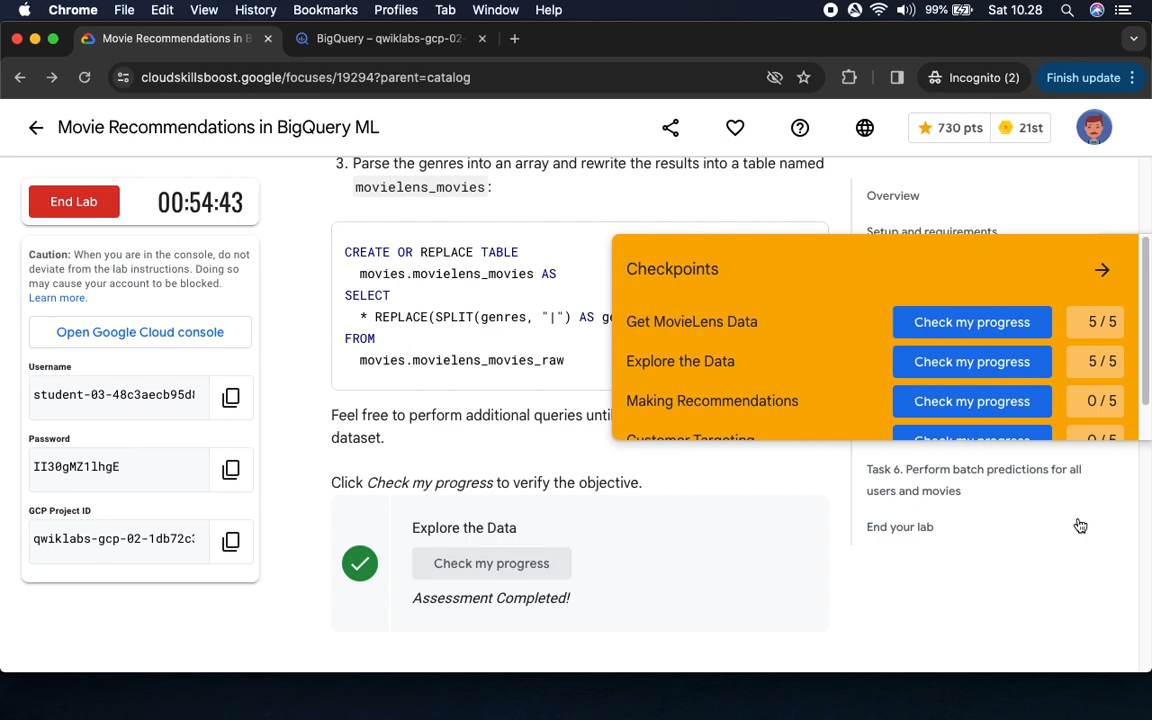 Chrome File Edit View History Bookmarks Profiles Tab Window Help 99% Sat 10.28
Movie Recommendations in B BigQuery – qwiklabs-gcp-02-
cloudskillsboost.google/focuses/19294?parent=catalog Incognito (2) Finish update
Movie Recommendations in BigQuery ML 730 pts 21st
End Lab 00:54:43
Caution: When you are in the console, do not
deviate from the lab instructions. Doing so
may cause your account to be blocked.
Learn more.
Open Google Cloud console
Username
student-03-48c3aecb95d
Password
II30gMZ1lhgE
GCP Project ID
qwiklabs-gcp-02-1db72c
3. Parse the genres into an array and rewrite the results into a table named
movielens_movies:
CREATE OR REPLACE TABLE
movies.movielens_movies AS
SELECT
* REPLACE(SPLIT(genres, "|") AS ge
FROM
movies.movielens_movies_raw
Feel free to perform additional queries until
dataset.
Click Check my progress to verify the objective.
Explore the Data
Check my progress
Assessment Completed!
Overview
Setup and requirements
Checkpoints
Get MovieLens Data Check my progress 5 / 5
Explore the Data Check my progress 5 / 5
Making Recommendations Check my progress 0 / 5
Customer Targeting Check my progress 0 / 5
Task 6. Perform batch predictions for all
users and movies
End your lab